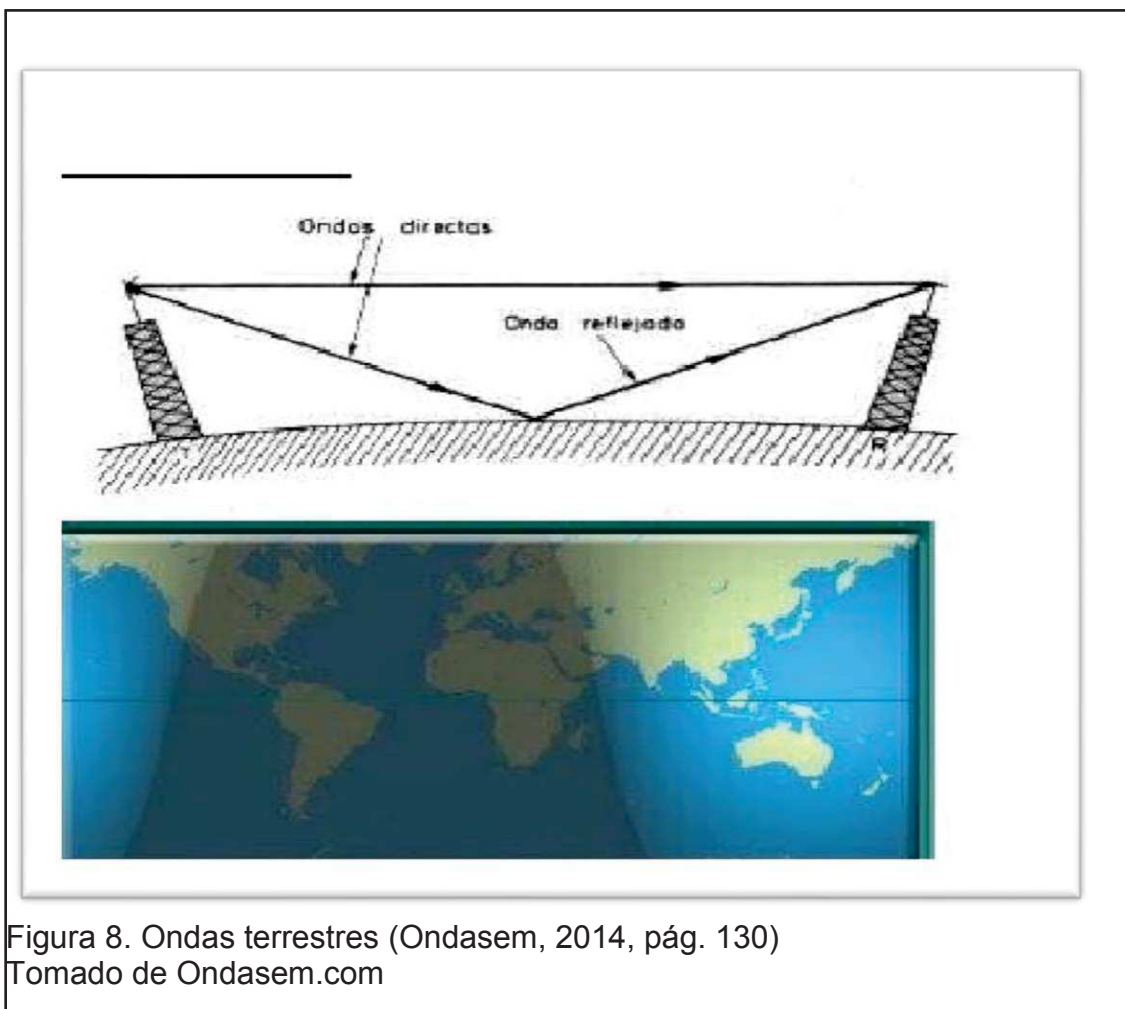 Ondas directas
Onda reflejada
T
R
Figura 8. Ondas terrestres (Ondasem, 2014, pág. 130)
Tomado de Ondasem.com